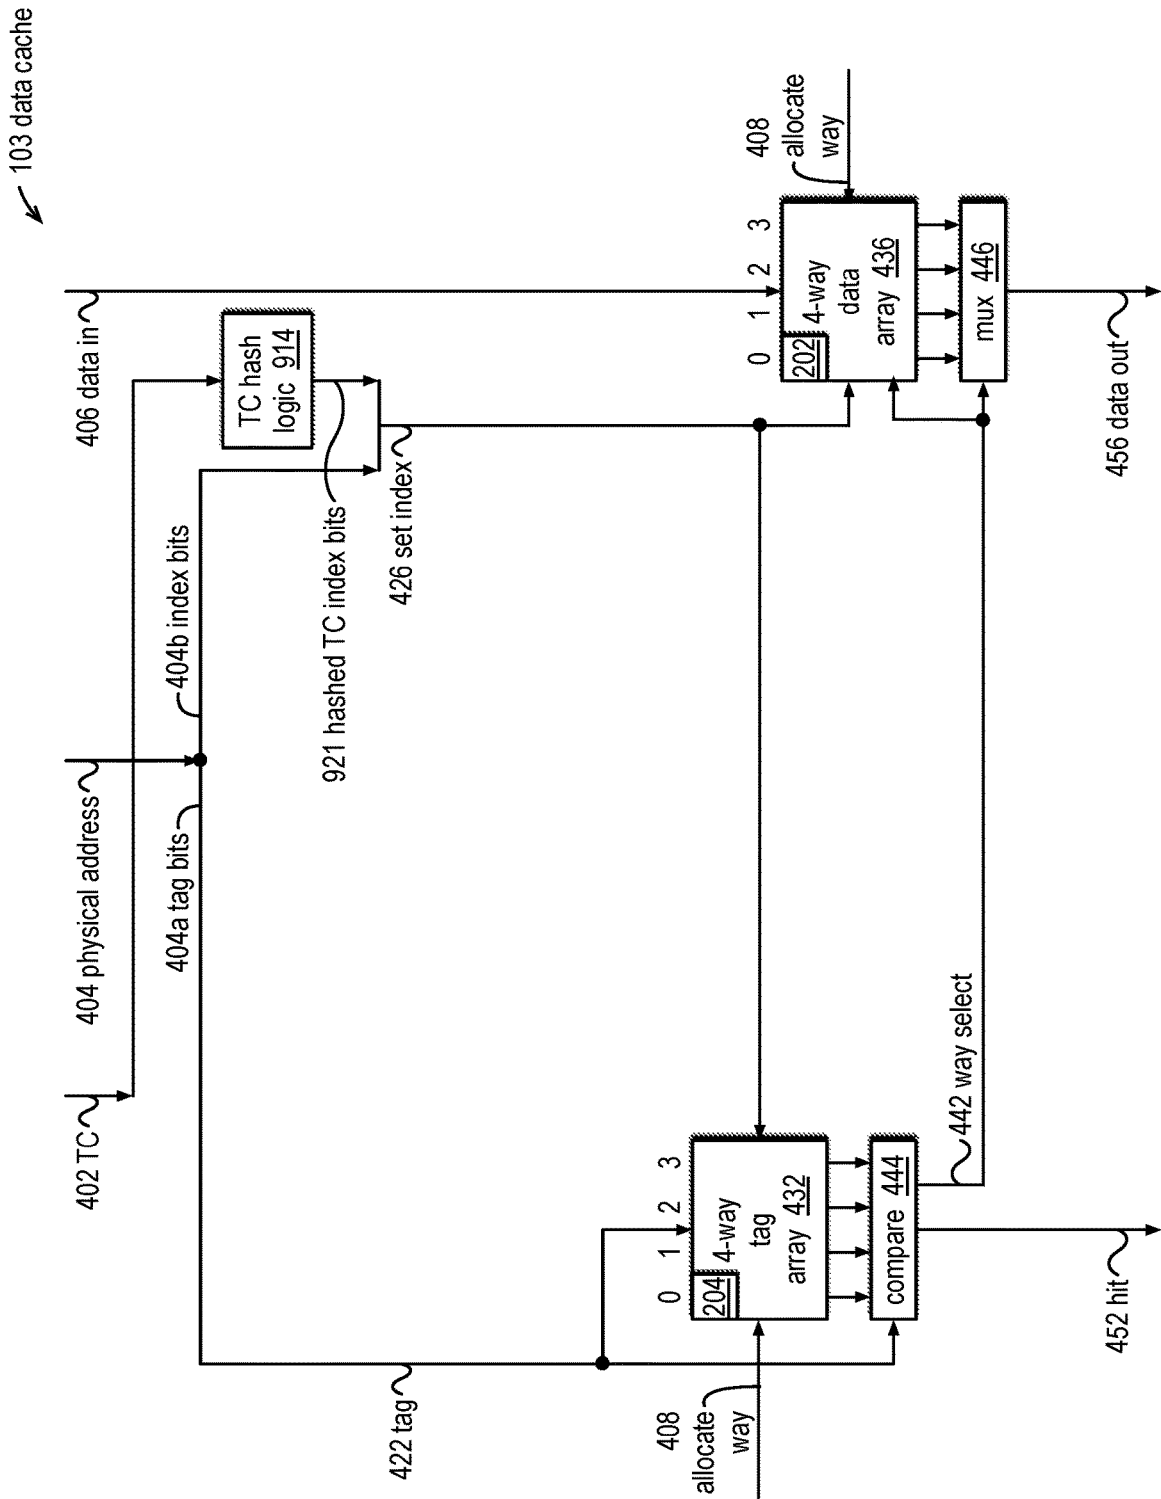 103 data cache
402 TC
404 physical address
406 data in
404a tag bits
404b index bits
TC hash
logic 914
921 hashed TC index bits
422 tag
426 set index
408
allocate
way
0 1 2 3
204
4-way
tag
array 432
compare 444
442 way select
452 hit
0 1 2 3
202
4-way
data
array 436
408
allocate
way
mux 446
456 data out